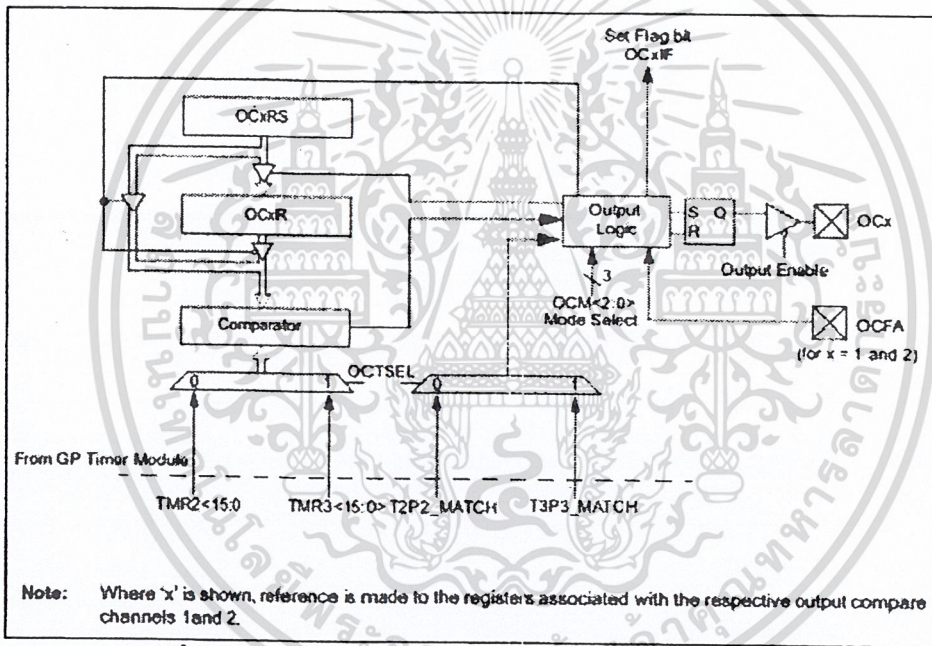 Set Flag bit
OCxIF
OCxRS
OCxR
Output
Logic
S Q
R
OCx
3
Output Enable
OCM<2:0>
Mode Select
Comparator
OCFA
(for x = 1 and 2)
OCTSEL
0 1
0 1
From GP Timer Module
TMR2<15:0
TMR3<15:0> T2P2_MATCH
T3P3_MATCH
Note: Where 'x' is shown, reference is made to the registers associated with the respective output compare
channels 1and 2.